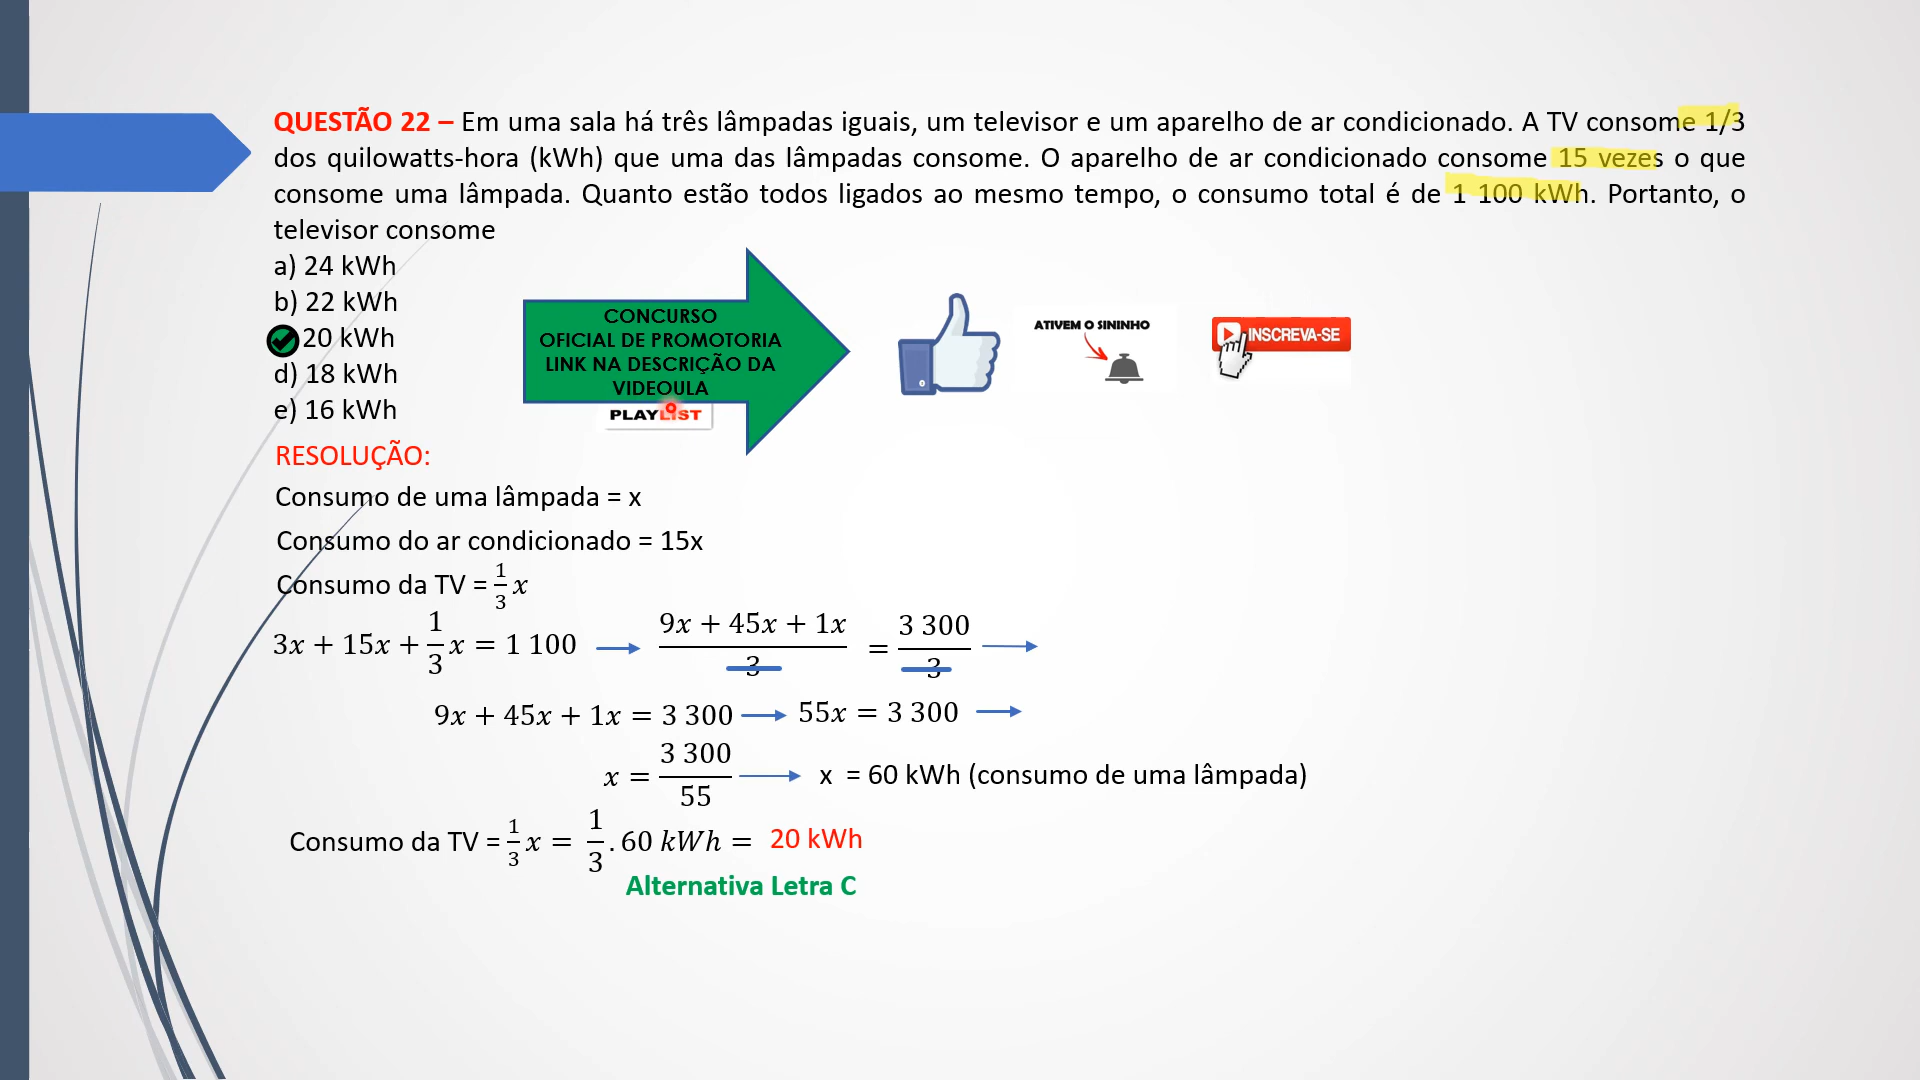 QUESTÃO 22 – Em uma sala há três lâmpadas iguais, um televisor e um aparelho de ar condicionado. A TV consome 1/3
dos quilowatts-hora (kWh) que uma das lâmpadas consome. O aparelho de ar condicionado consome 15 vezes o que
consome uma lâmpada. Quanto estão todos ligados ao mesmo tempo, o consumo total é de 1 100 kWh. Portanto, o
televisor consome
a) 24 kWh
b) 22 kWh
20 kWh
d) 18 kWh
e) 16 kWh
CONCURSO
OFICIAL DE PROMOTORIA
LINK NA DESCRIÇÃO DA
VIDEOULA
PLAYLIST
ATIVEM O SININHO
INSCREVA-SE
RESOLUÇÃO:
Consumo de uma lâmpada = x
Consumo do ar condicionado = 15x
Consumo da TV = 1/3 x
3x + 15x + 1/3 x = 1 100 → (9x + 45x + 1x)/3 = 3 300/3 →
9x + 45x + 1x = 3 300 → 55x = 3 300 →
x = 3 300/55 → x = 60 kWh (consumo de uma lâmpada)
Consumo da TV = 1/3 x = 1/3 . 60 kWh = 20 kWh
Alternativa Letra C